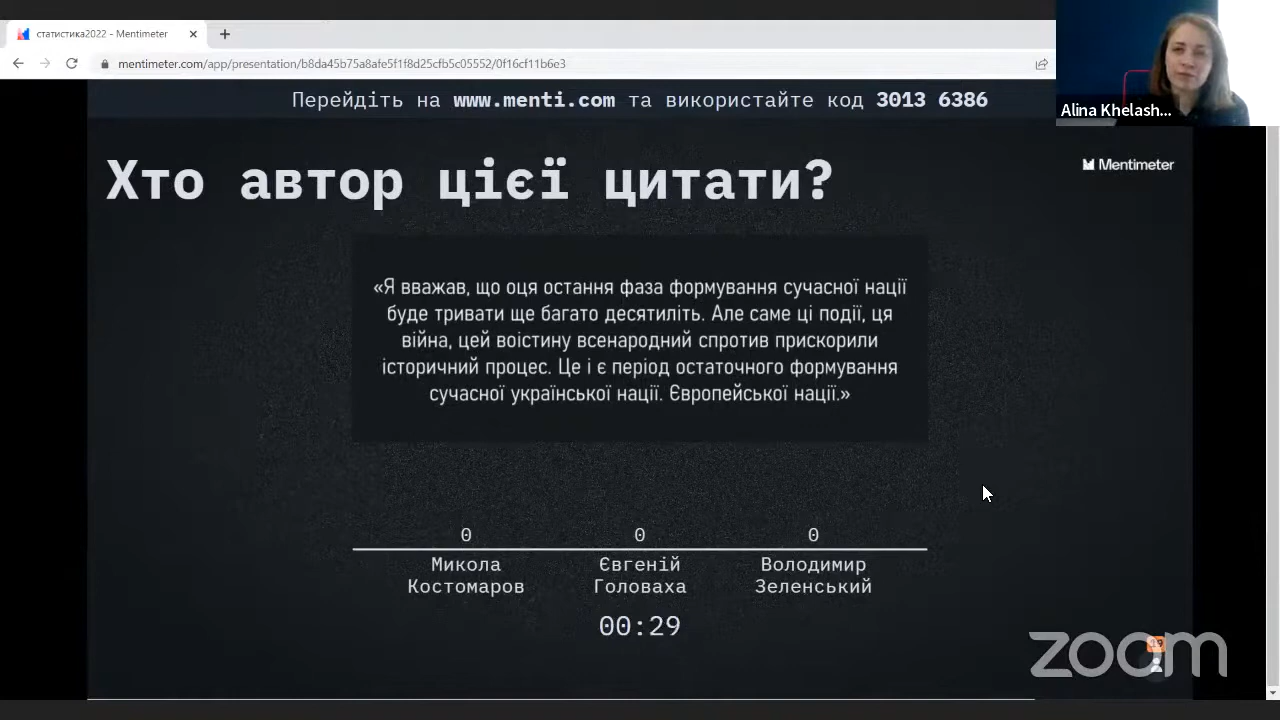 статистика2022 - Mentimeter
mentimeter.com/app/presentation/b8da45b75a8afe5f1f8d25cfb5c05552/0f16cf11b6e3
Alina Khelash...
Перейдіть на www.menti.com та використайте код 3013 6386
Mentimeter
Хто автор цієї цитати?
«Я вважав, що оця остання фаза формування сучасної нації
буде тривати ще багато десятиліть. Але саме ці події, ця
війна, цей воістину всенародний спротив прискорили
історичний процес. Це і є період остаточного формування
сучасної української нації. Європейської нації.»
0 0 0
Микола Євгеній Володимир
Костомаров Головаха Зеленський
00:29
zoom